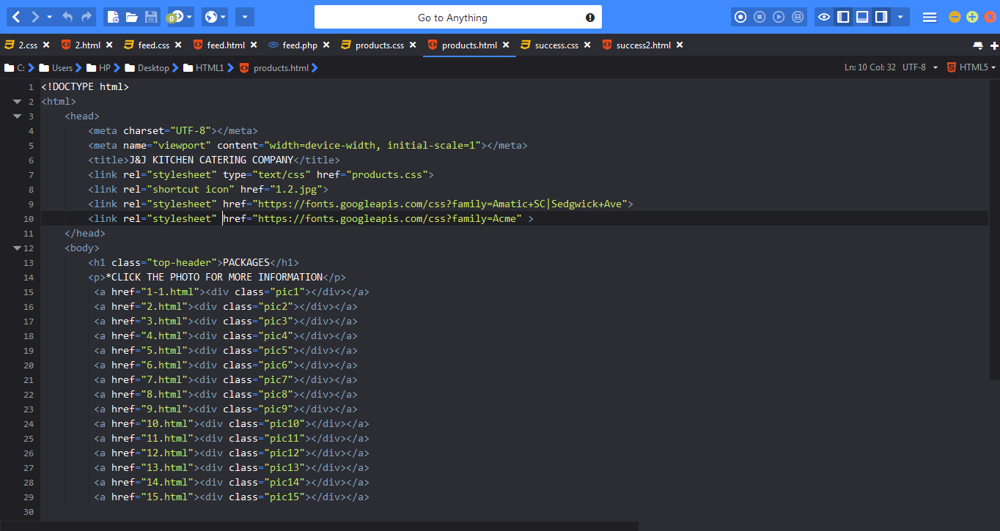 Go to Anything
0
2.css 2.html feed.css feed.html feed.php products.css products.html success.css success2.html
C: Users HP Desktop HTML1 products.html Ln: 10 Col: 32 UTF-8 HTML5
1 <!DOCTYPE html>
2 <html>
3 <head>
4 <meta charset="UTF-8"></meta>
5 <meta name="viewport" content="width=device-width, initial-scale=1"></meta>
6 <title>J&J KITCHEN CATERING COMPANY</title>
7 <link rel="stylesheet" type="text/css" href="products.css">
8 <link rel="shortcut icon" href="1.2.jpg">
9 <link rel="stylesheet" href="https://fonts.googleapis.com/css?family=Amatic+SC|Sedgwick+Ave">
10 <link rel="stylesheet" href="https://fonts.googleapis.com/css?family=Acme" >
11 </head>
12 <body>
13 <h1 class="top-header">PACKAGES</h1>
14 <p>*CLICK THE PHOTO FOR MORE INFORMATION</p>
15 <a href="1-1.html"><div class="pic1"></div></a>
16 <a href="2.html"><div class="pic2"></div></a>
17 <a href="3.html"><div class="pic3"></div></a>
18 <a href="4.html"><div class="pic4"></div></a>
19 <a href="5.html"><div class="pic5"></div></a>
20 <a href="6.html"><div class="pic6"></div></a>
21 <a href="7.html"><div class="pic7"></div></a>
22 <a href="8.html"><div class="pic8"></div></a>
23 <a href="9.html"><div class="pic9"></div></a>
24 <a href="10.html"><div class="pic10"></div></a>
25 <a href="11.html"><div class="pic11"></div></a>
26 <a href="12.html"><div class="pic12"></div></a>
27 <a href="13.html"><div class="pic13"></div></a>
28 <a href="14.html"><div class="pic14"></div></a>
29 <a href="15.html"><div class="pic15"></div></a>
30